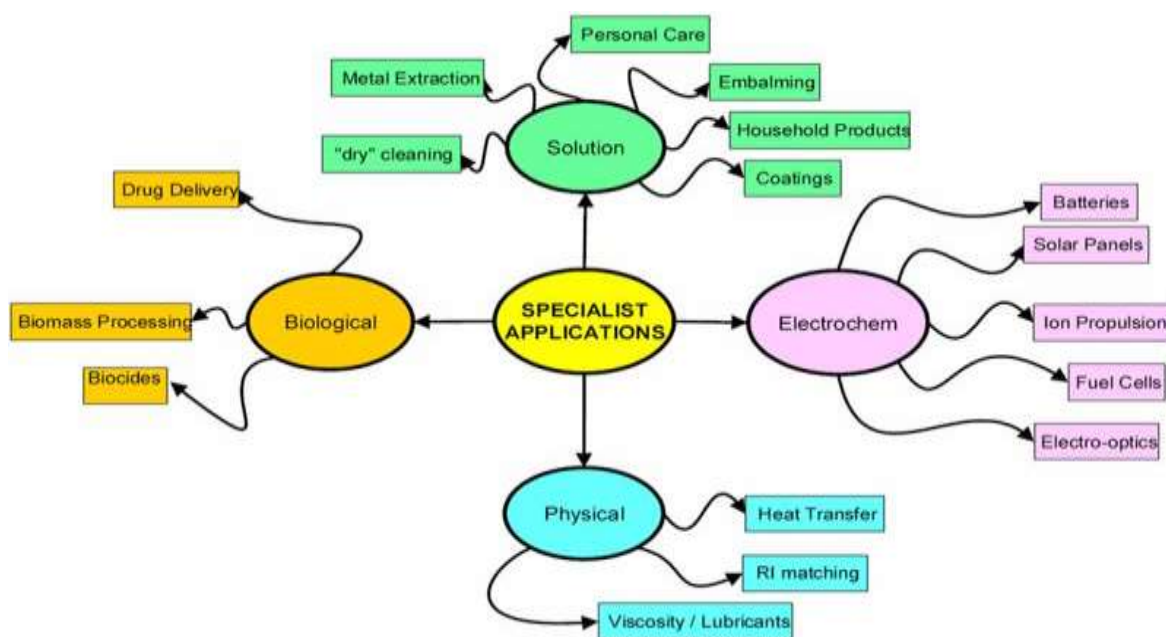 Personal Care
Metal Extraction
Embalming
Household Products
Solution
"dry" cleaning
Coatings
Drug Delivery
Batteries
Solar Panels
SPECIALIST
APPLICATIONS
Biomass Processing
Biological
Electrochem
Ion Propulsion
Biocides
Fuel Cells
Electro-optics
Physical
Heat Transfer
RI matching
Viscosity / Lubricants